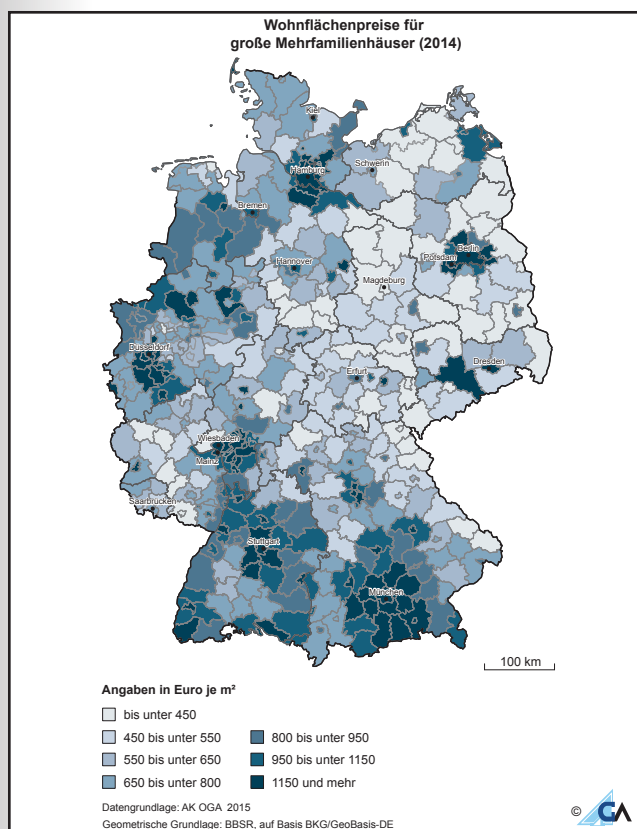 Wohnflächenpreise für
große Mehrfamilienhäuser (2014)
Kiel
Schwerin
Hamburg
Bremen
Berlin
Potsdam
Hannover
Magdeburg
Düsseldorf
Dresden
Erfurt
Wiesbaden
Mainz
Saarbrücken
Stuttgart
München
100 km
Angaben in Euro je m²
bis unter 450
450 bis unter 550
550 bis unter 650
650 bis unter 800
800 bis unter 950
950 bis unter 1150
1150 und mehr
Datengrundlage: AK OGA 2015
Geometrische Grundlage: BBSR, auf Basis BKG/GeoBasis-DE
© GA